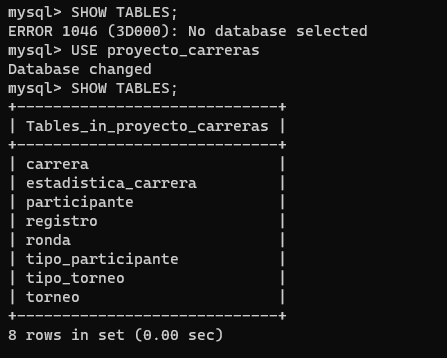 mysql> SHOW TABLES;
ERROR 1046 (3D000): No database selected
mysql> USE proyecto_carreras
Database changed
mysql> SHOW TABLES;
+-----------------------------+
| Tables_in_proyecto_carreras |
+-----------------------------+
| carrera                     |
| estadistica_carrera         |
| participante                |
| registro                    |
| ronda                       |
| tipo_participante           |
| tipo_torneo                 |
| torneo                      |
+-----------------------------+
8 rows in set (0.00 sec)